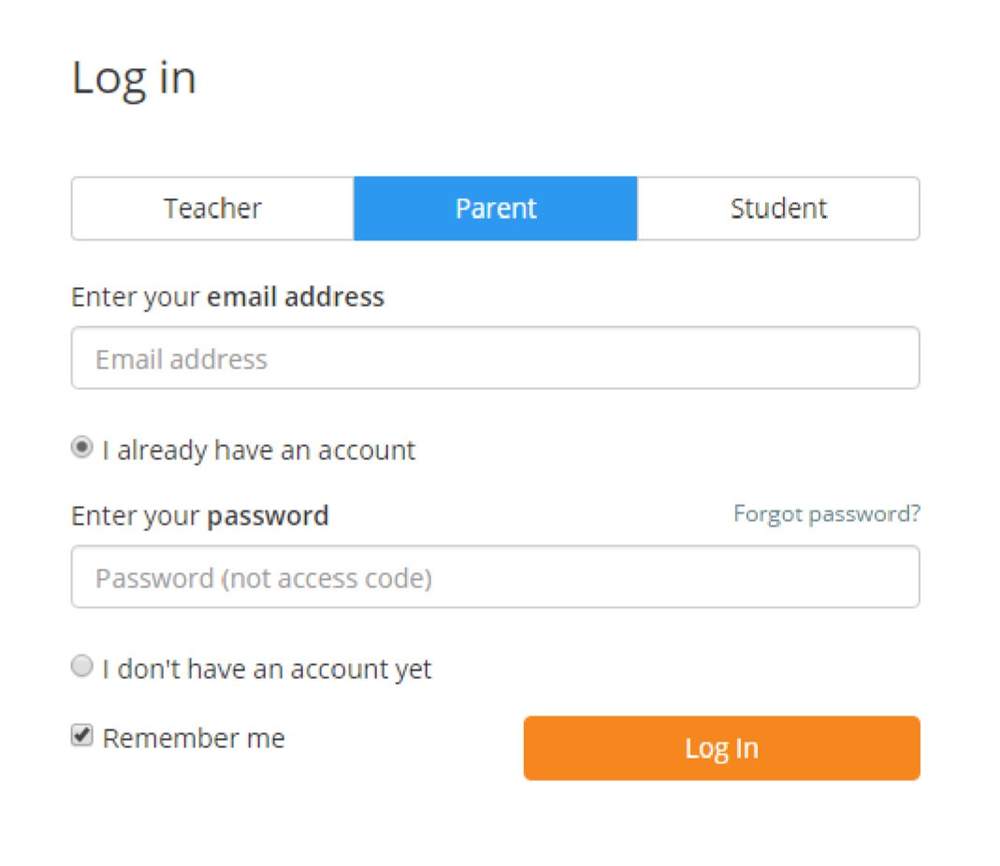 Log in
Teacher Parent Student
Enter your email address
Email address
I already have an account
Enter your password Forgot password?
Password (not access code)
I don't have an account yet
Remember me Log In